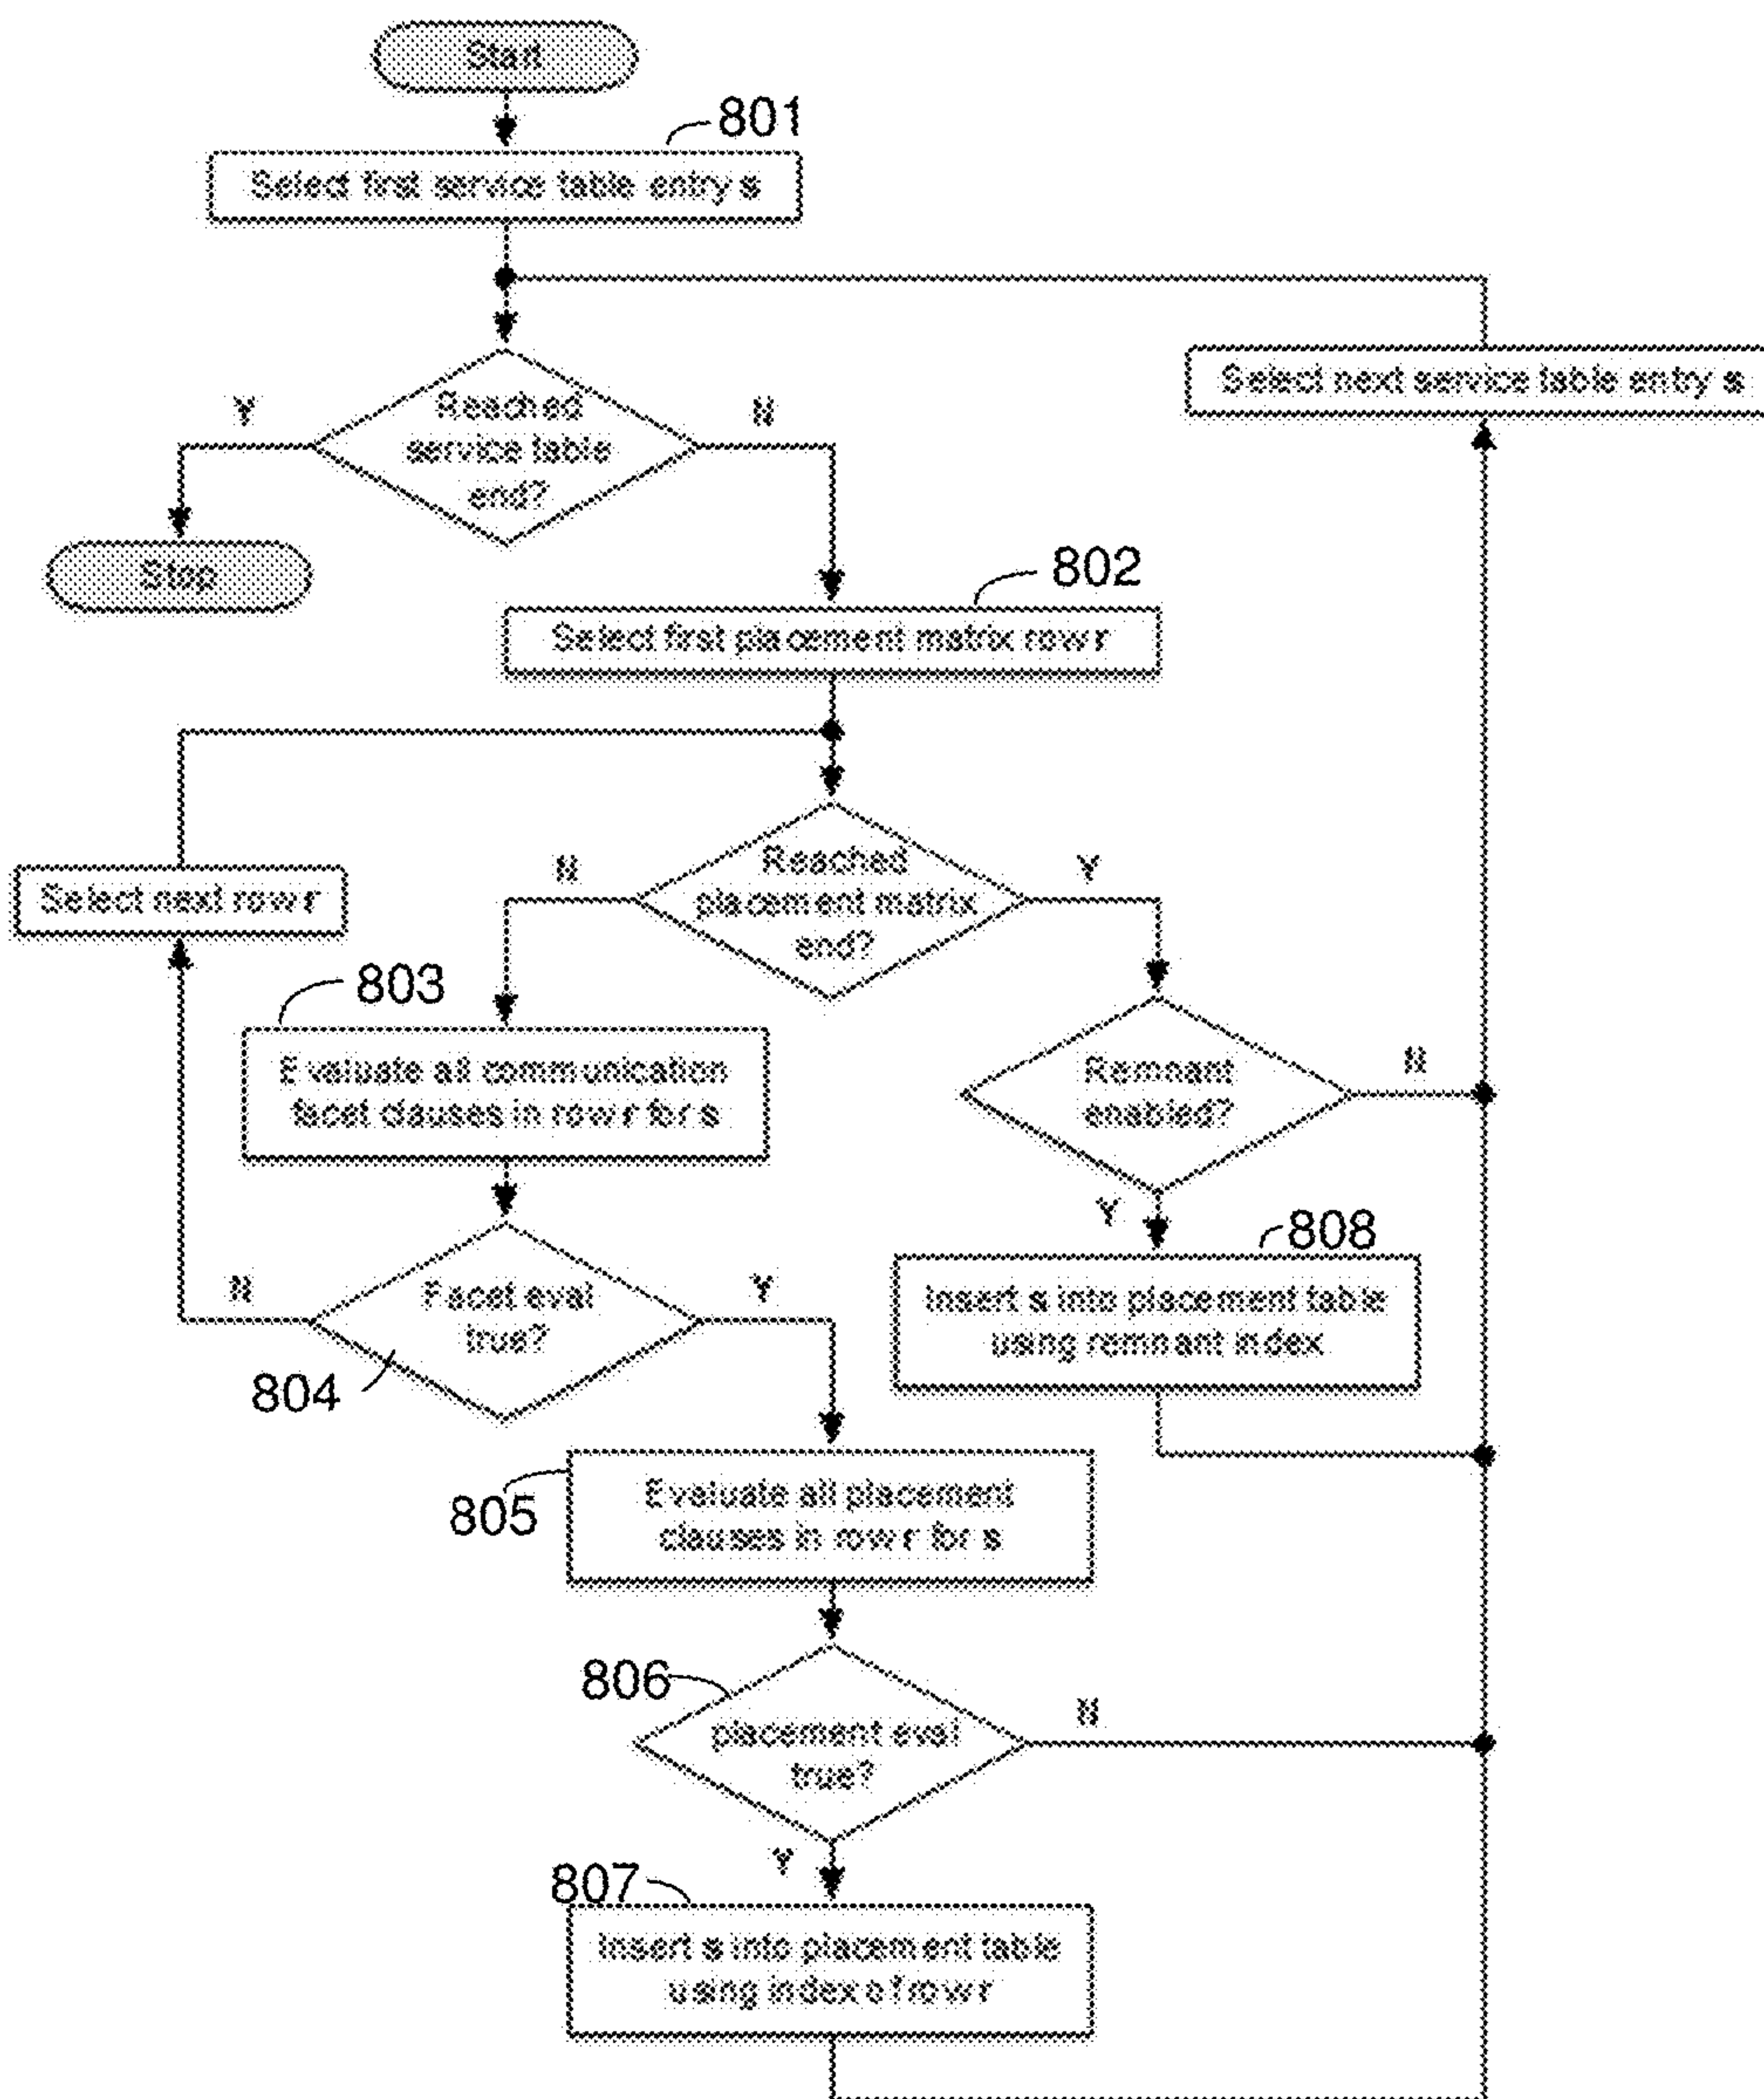 Start
801
Select first service table entry s
Reached
service table
end?
Y
N
Select next service table entry s
Stop
802
Select first placement matrix row r
Reached
placement matrix
end?
N
Y
Select next row r
803
Evaluate all communication
facet clauses in row r for s
Remnant
enabled?
N
Y
808
Insert s into placement table
using remnant index
Facet eval
true?
N
Y
804
805
Evaluate all placement
clauses in row r for s
806
placement eval
true?
N
Y
807
Insert s into placement table
using index of row r